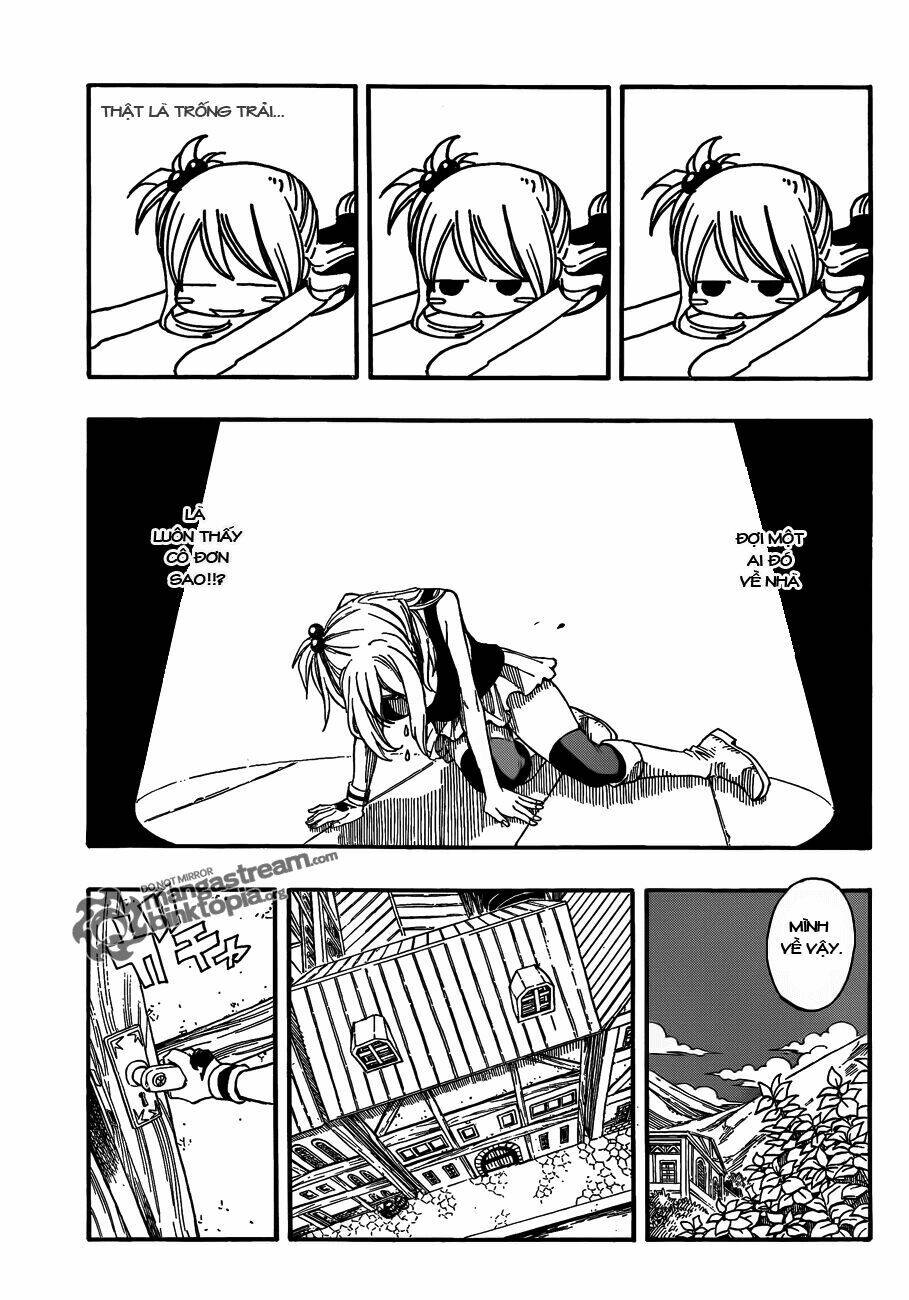 THẬT LÀ TRỐNG TRẢI...
ĐỢI MỘT
AI ĐÓ
VỀ NHÀ
LÀ
LUÔN THẤY
CÔ ĐƠN
SAO!!?
MÌNH
VỀ VẬY.
DO NOT MIRROR
mangastream.com
binktopia.org
ガチャ